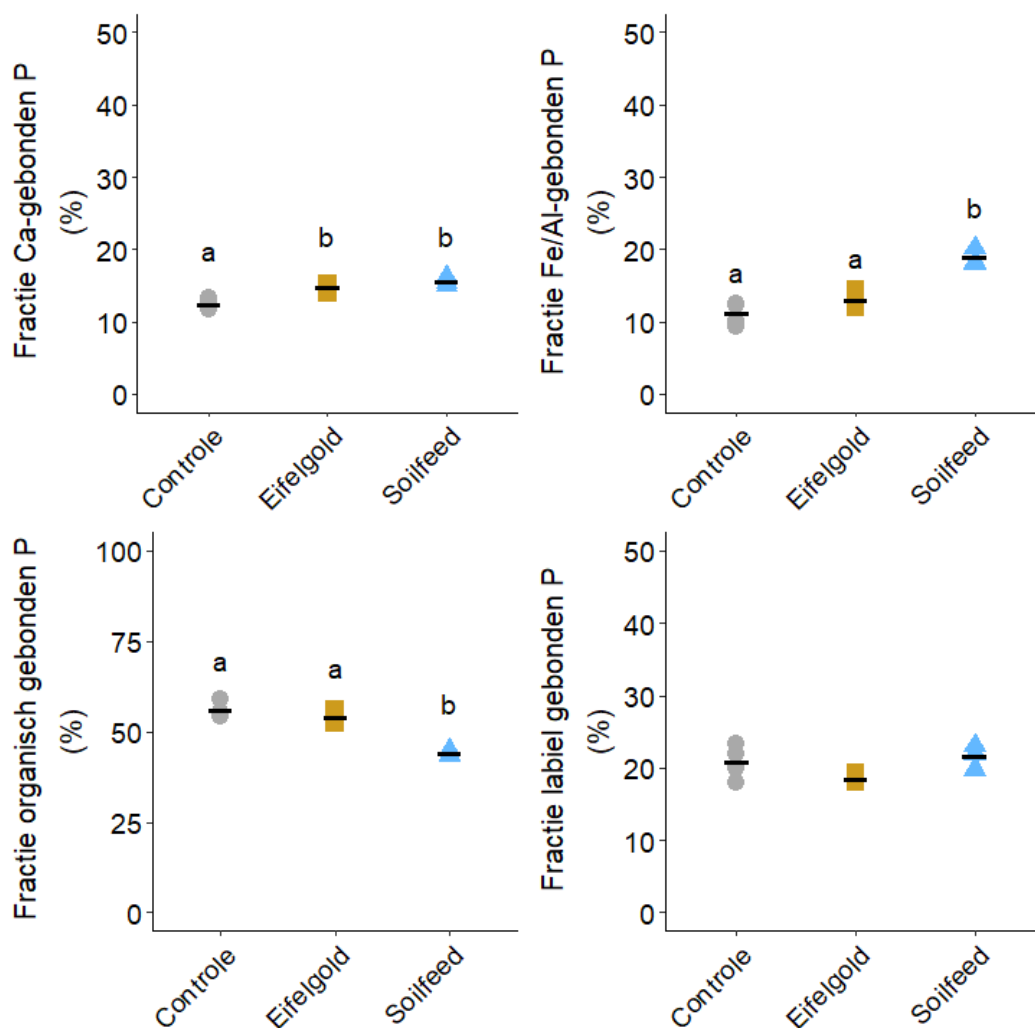 Fractie Ca-gebonden P
(%)
50
40
30
20
10
0
a
b
b
Controle
Eifelgold
Soilfeed
Fractie Fe/Al-gebonden P
(%)
50
40
30
20
10
0
a
a
b
Controle
Eifelgold
Soilfeed
Fractie organisch gebonden P
(%)
100
75
50
25
0
a
a
b
Controle
Eifelgold
Soilfeed
Fractie labiel gebonden P
(%)
50
40
30
20
10
0
Controle
Eifelgold
Soilfeed